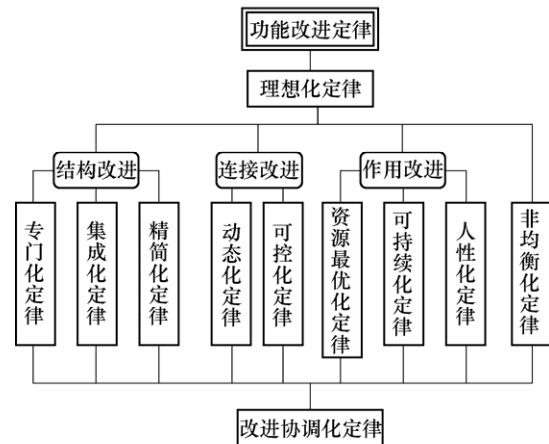 功能改进定律
理想化定律
结构改进
连接改进
作用改进
专门化定律
集成化定律
精简化定律
动态化定律
可控化定律
资源最优化定律
可持续化定律
人性化定律
非均衡化定律
改进协调化定律